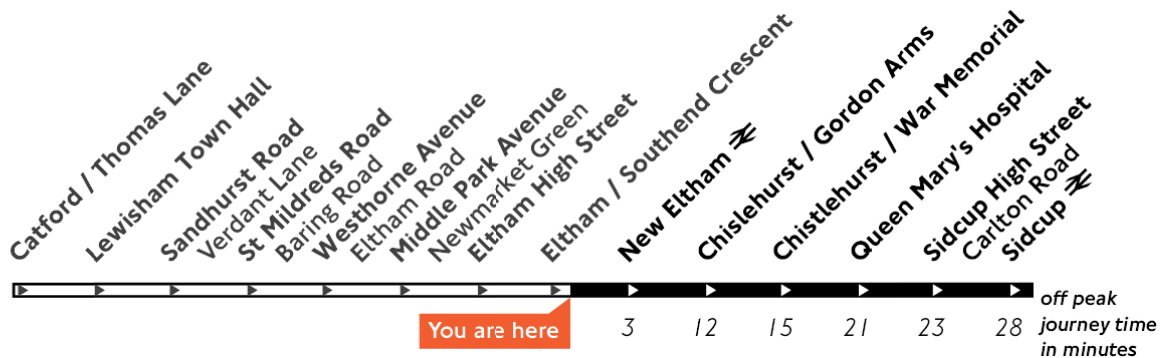 Catford / Thomas Lane
Lewisham Town Hall
Sandhurst Road
Verdant Lane
St Mildreds Road
Baring Road
Westhorne Avenue
Eltham Road
Middle Park Avenue
Newmarket Green
Eltham High Street
Eltham / Southend Crescent
New Eltham
Chislehurst / Gordon Arms
Chistlehurst / War Memorial
Queen Mary's Hospital
Sidcup High Street
Carlton Road
Sidcup
You are here
3 12 15 21 23 28
off peak
journey time
in minutes